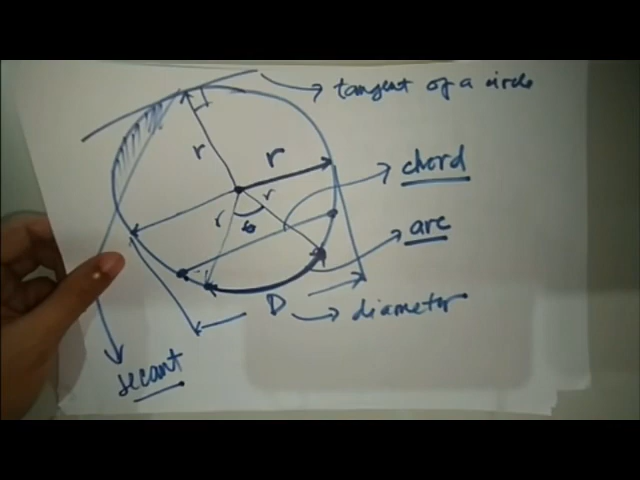 tangent of a circle
r
r
chord
r
r
θ
arc
D
diameter
secant